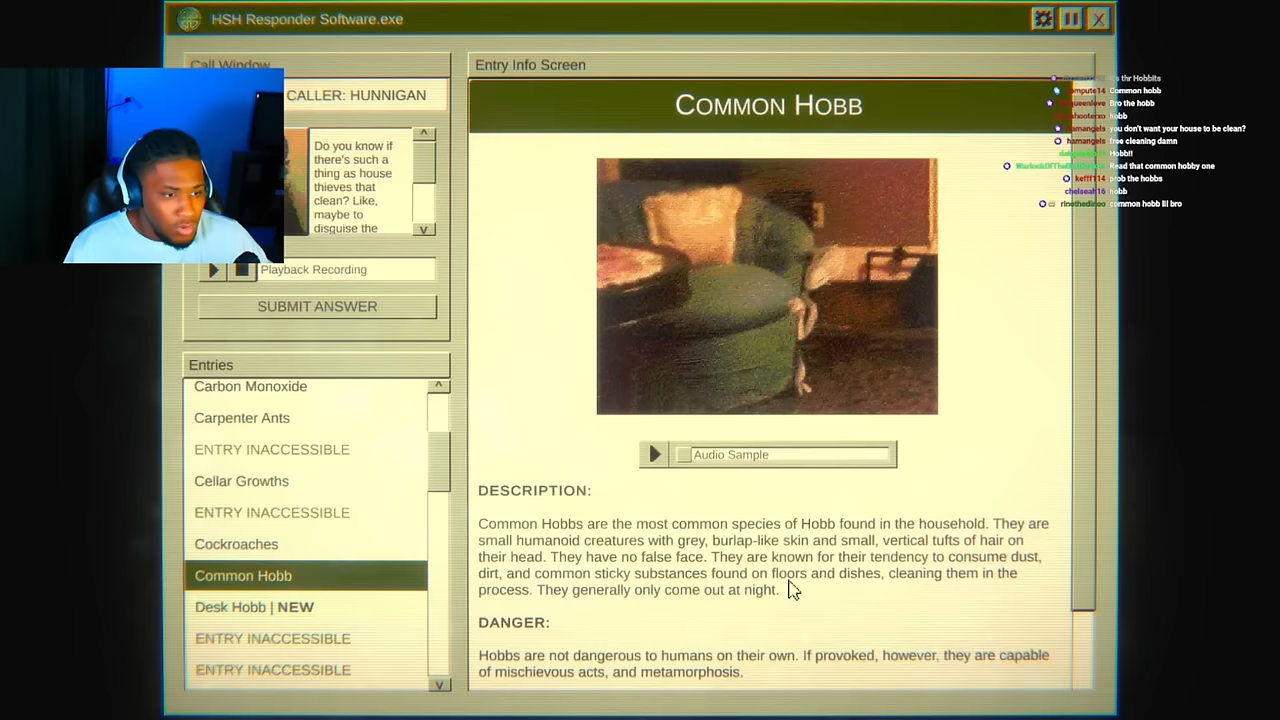 HSH Responder Software.exe
X
Call Window
CALLER: HUNNIGAN
Do you know if
there's such a
thing as house
thieves that
clean? Like,
maybe to
disguise the
Playback Recording
SUBMIT ANSWER
Entries
Carbon Monoxide
Carpenter Ants
ENTRY INACCESSIBLE
Cellar Growths
ENTRY INACCESSIBLE
Cockroaches
Common Hobb
Desk Hobb | NEW
ENTRY INACCESSIBLE
ENTRY INACCESSIBLE
Entry Info Screen
COMMON HOBB
Audio Sample
DESCRIPTION:
Common Hobbs are the most common species of Hobb found in the household. They are
small humanoid creatures with grey, burlap-like skin and small, vertical tufts of hair on
their head. They have no false face. They are known for their tendency to consume dust,
dirt, and common sticky substances found on floors and dishes, cleaning them in the
process. They generally only come out at night.
DANGER:
Hobbs are not dangerous to humans on their own. If provoked, however, they are capable
of mischievous acts, and metamorphosis.
thr Hobbits
Common hobb
Bro the hobb
hobb
hamangels you don't want your house to be clean?
hamangels free cleaning damn
Hobb!!
Read that common hobby one
kefff114 prob the hobbs
chelseah16 hobb
rinothedinoo common hobb lil bro